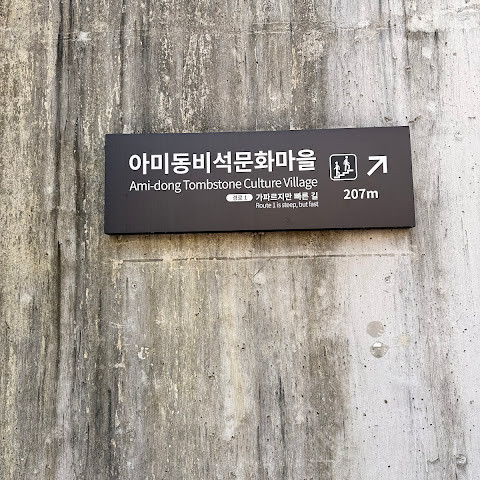 아미동비석문화마을
Ami-dong Tombstone Culture Village
경로 1 가파르지만 빠른 길
Route 1 is steep, but fast
207m